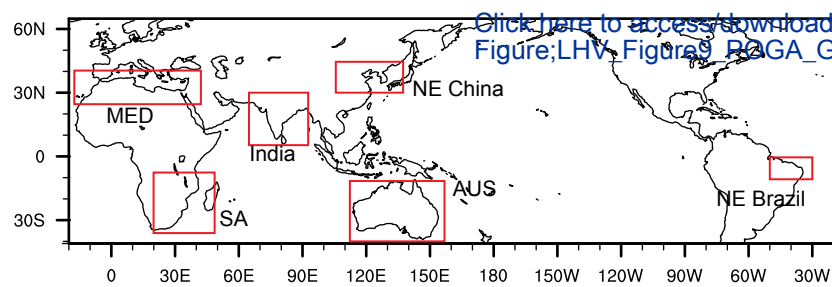 Click here to access/download
Figure;LHV_Figure9_POGA_G
60N
30N
0
30S
MED
India
NE China
SA
AUS
NE Brazil
0 30E 60E 90E 120E 150E 180 150W 120W 90W 60W 30W